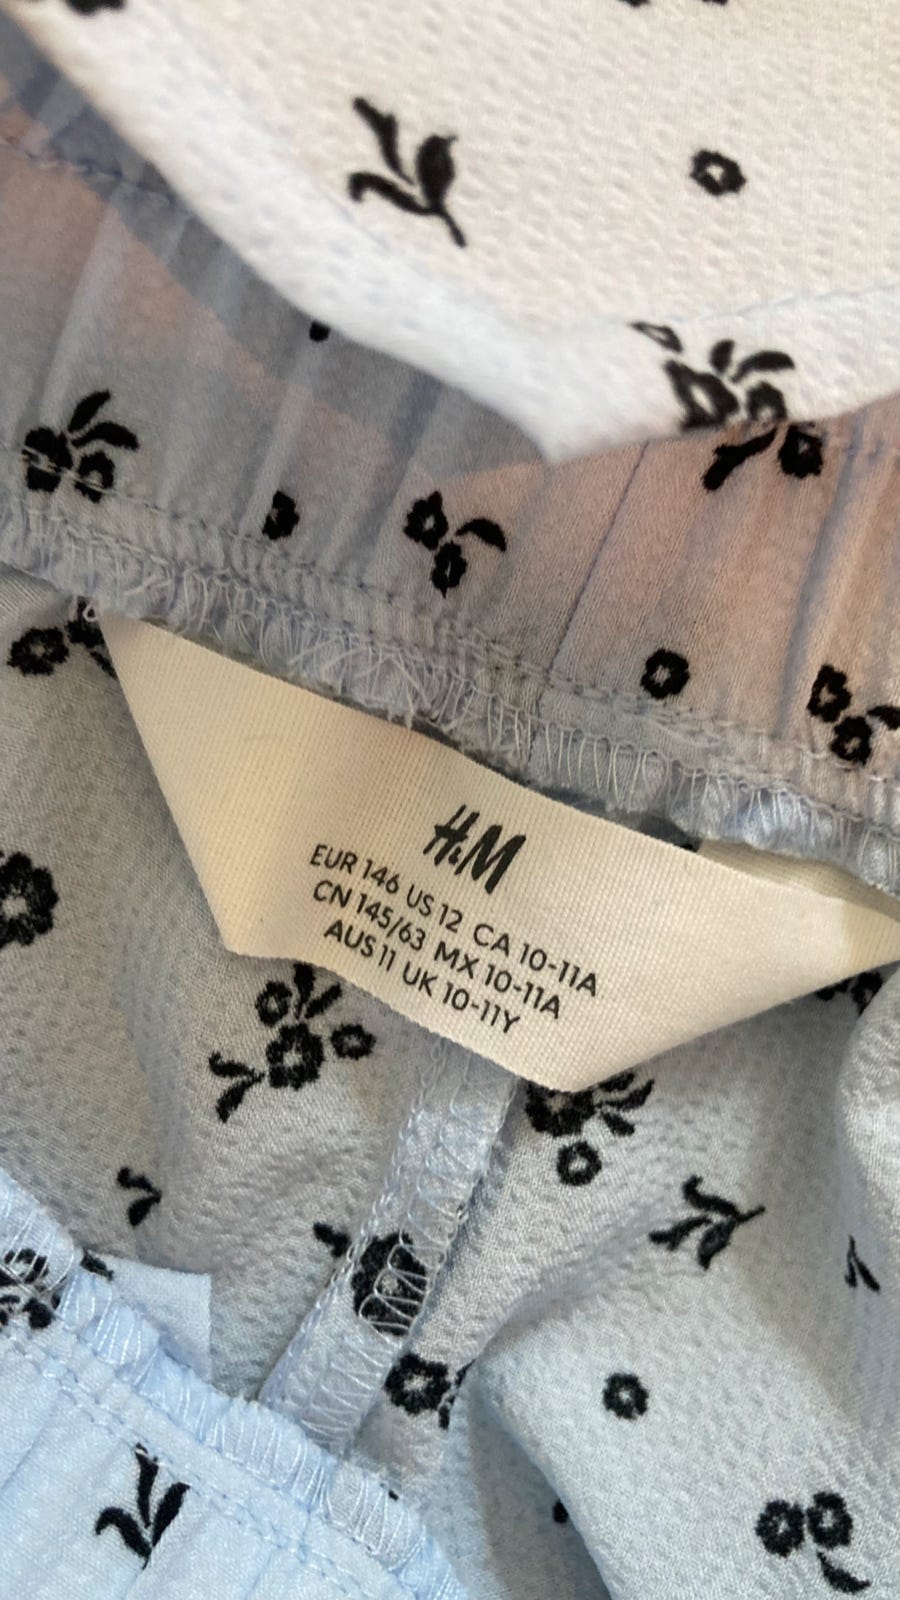 H&M
EUR 146 US 12 CA 10-11A
CN 145/63 MX 10-11A
AUS 11 UK 10-11Y